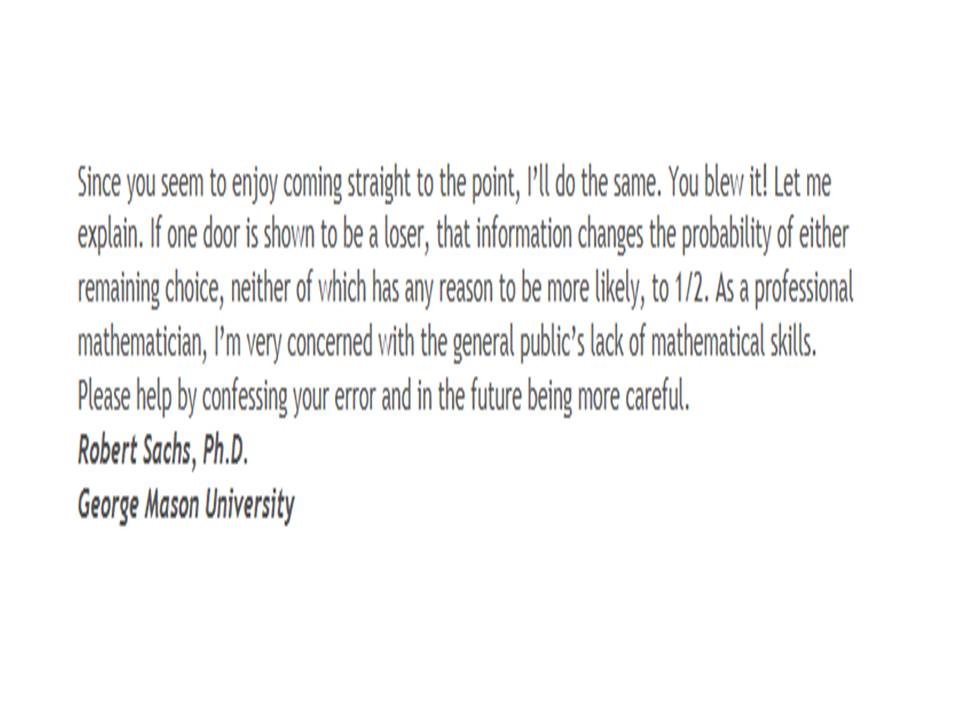 Since you seem to enjoy coming straight to the point, I’ll do the same. You blew it! Let me
explain. If one door is shown to be a loser, that information changes the probability of either
remaining choice, neither of which has any reason to be more likely, to 1/2. As a professional
mathematician, I’m very concerned with the general public’s lack of mathematical skills.
Please help by confessing your error and in the future being more careful.
Robert Sachs, Ph.D.
George Mason University